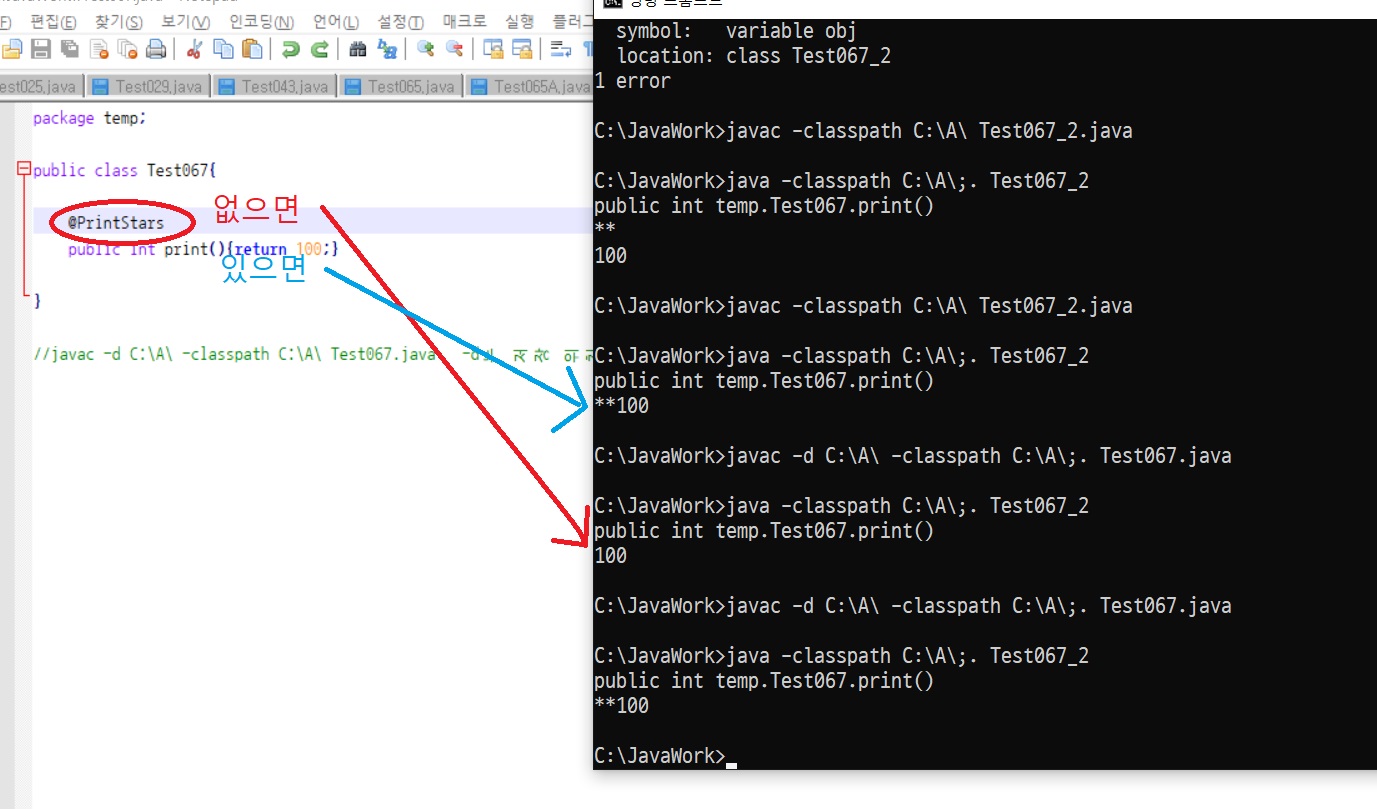 편집(E) 찾기(S) 보기(V) 인코딩(N) 언어(L) 설정(T) 매크로 실행
est025.java Test029.java Test043.java Test065.java Test065A.java
package temp;
public class Test067{
@PrintStars
없으면
public int print(){return 100;}
있으면
}
//javac -d C:\A\ -classpath C:\A\ Test067.java
symbol: variable obj
location: class Test067_2
1 error
C:\JavaWork>javac -classpath C:\A\ Test067_2.java
C:\JavaWork>java -classpath C:\A\;. Test067_2
public int temp.Test067.print()
**
100
C:\JavaWork>javac -classpath C:\A\ Test067_2.java
C:\JavaWork>java -classpath C:\A\;. Test067_2
public int temp.Test067.print()
**100
C:\JavaWork>javac -d C:\A\ -classpath C:\A\;. Test067.java
C:\JavaWork>java -classpath C:\A\;. Test067_2
public int temp.Test067.print()
100
C:\JavaWork>javac -d C:\A\ -classpath C:\A\;. Test067.java
C:\JavaWork>java -classpath C:\A\;. Test067_2
public int temp.Test067.print()
**100
C:\JavaWork>